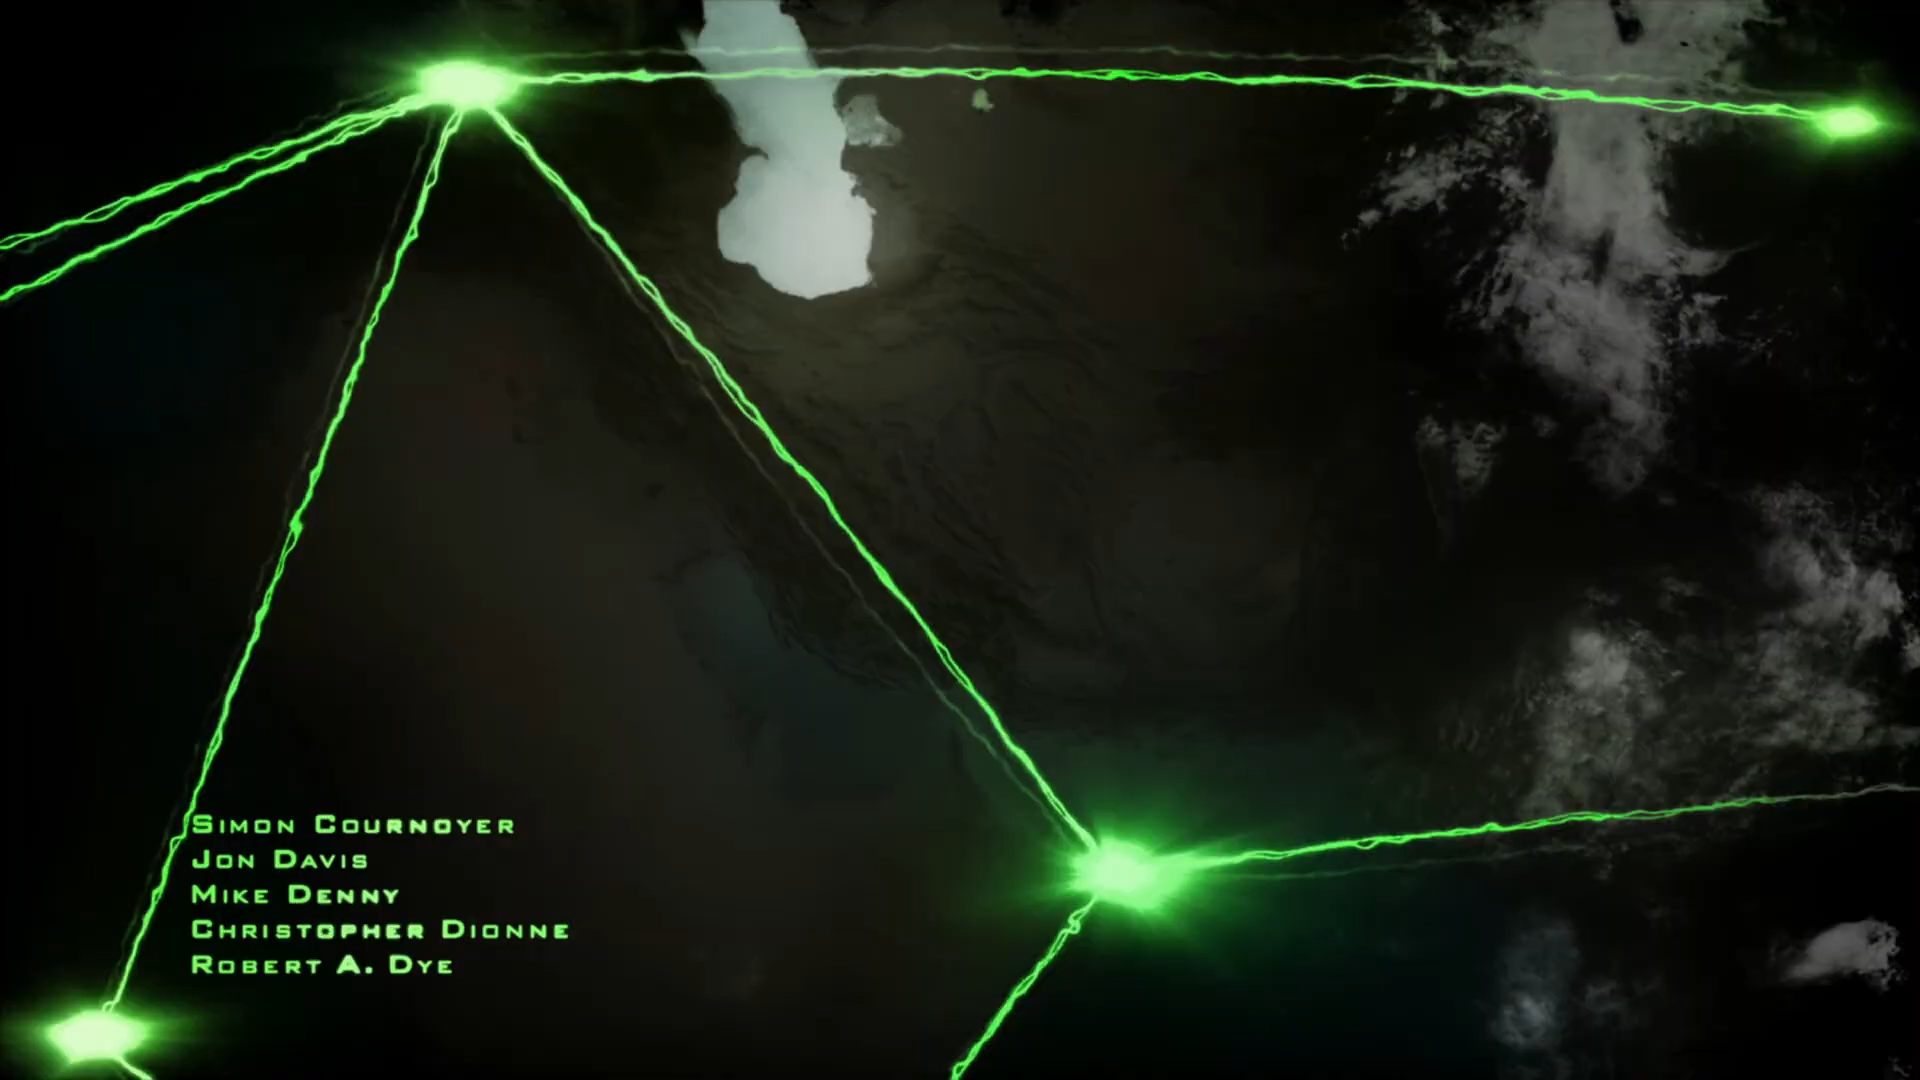 Simon Cournoyer
Jon Davis
Mike Denny
Christopher Dionne
Robert A. Dye